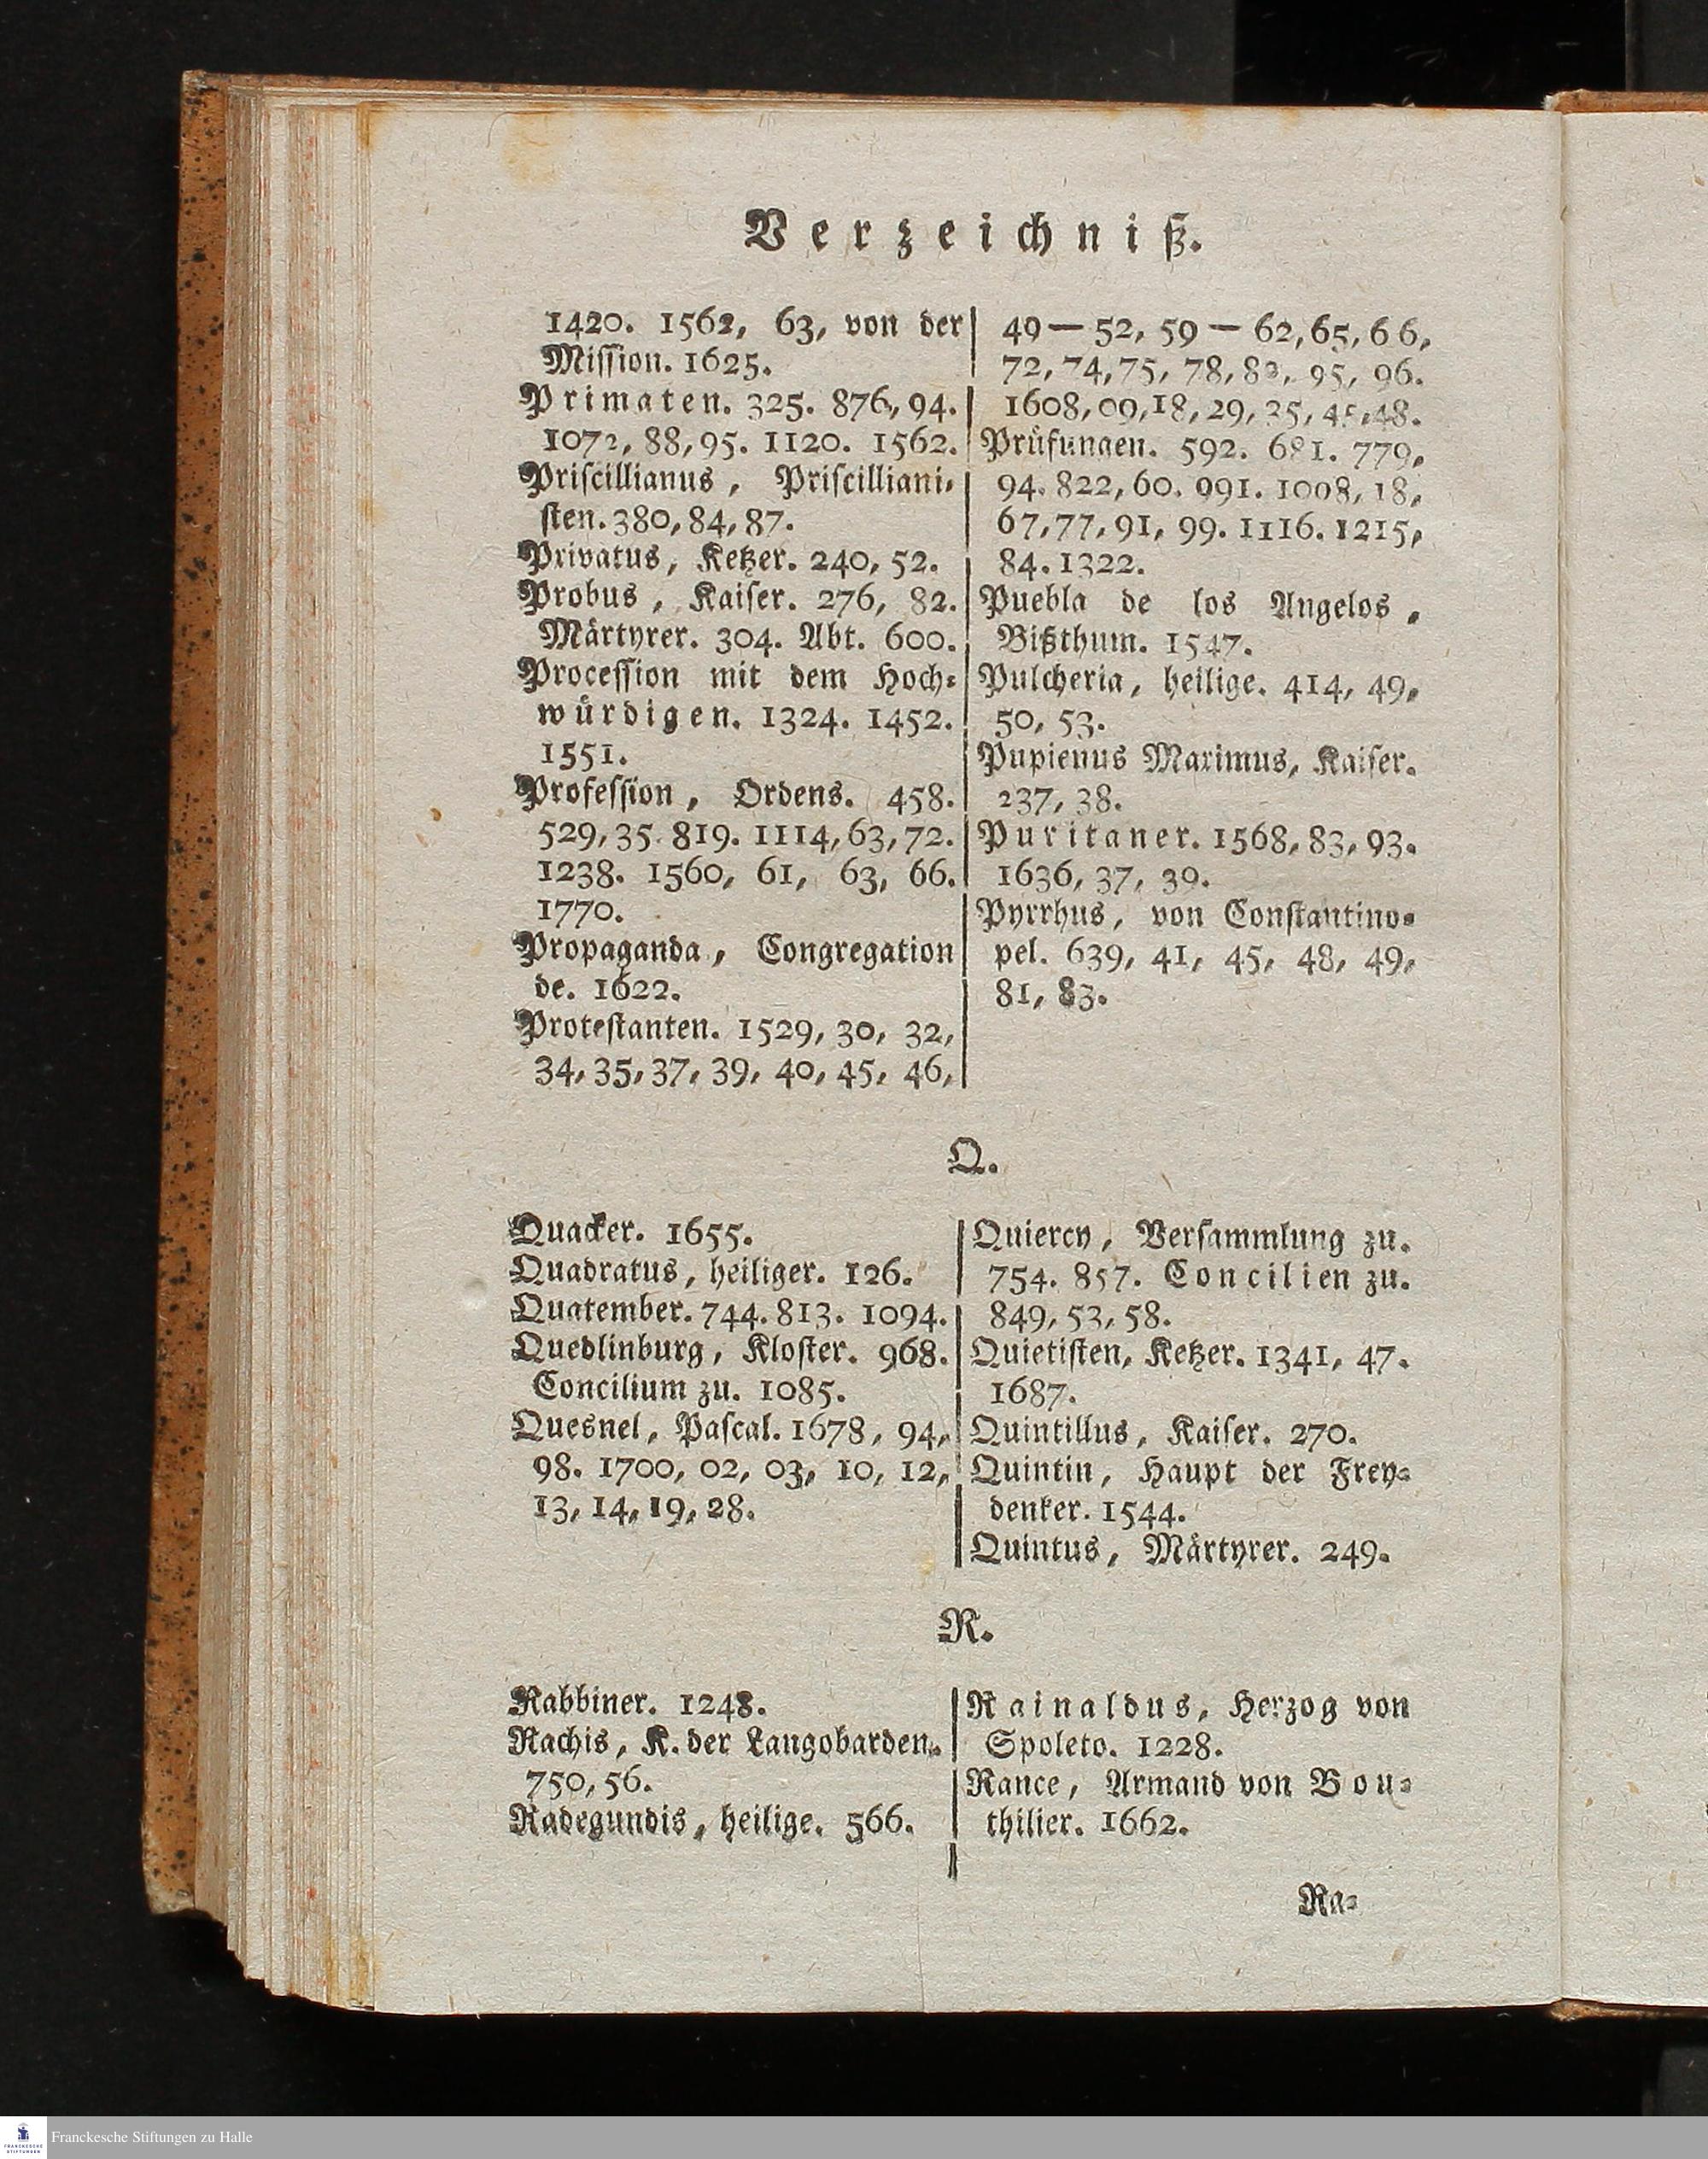 Verzeichniß.
1420. 1562, 63, von der
Mission. 1625.
Primaten. 325. 876, 94.
1072, 88, 95. 1120. 1562.
Priscillianus, Priscilliani-
sten. 380, 84, 87.
Privatus, Ketzer. 240, 52.
Probus, Kaiser. 276, 82.
Märtyrer. 304. Abt. 600.
Procession mit dem Hoch-
würdigen. 1324. 1452.
1551.
Profession, Ordens. 458.
529, 35. 819. 1114, 63, 72.
1238. 1560, 61, 63, 66.
1770.
Propaganda, Congregation
de. 1622.
Protestanten. 1529, 30, 32,
34, 35, 37, 39, 40, 45, 46,
49 — 52, 59 — 62, 65, 66,
72, 74, 75, 78, 95, 96.
1608, 09, 18, 29, 35, 48.
Prüfungen. 592. 681. 779,
94. 822, 60. 991. 1008, 18,
67, 77, 91, 99. 1116. 1215,
84. 1322.
Puebla de los Angelos,
Bißthum. 1547.
Pulcheria, heilige. 414, 49,
50, 53.
Pupienus Maximus, Kaiser.
237, 38.
Puritaner. 1568, 83, 93.
1636, 37, 39.
Pyrrhus, von Constantino-
pel. 639, 41, 45, 48, 49,
81, 83.
Q.
Quacker. 1655.
Quadratus, heiliger. 126.
Quatember. 744. 813. 1094.
Quedlinburg, Kloster. 968.
Concilium zu. 1085.
Quesnel, Pascal. 1678, 94,
98. 1700, 02, 03, 10, 12,
13, 14, 19, 28.
Quiercy, Versammlung zu.
754. 857. Concilien zu.
849, 53, 58.
Quietisten, Ketzer. 1341, 47.
1687.
Quintillus, Kaiser. 270.
Quintin, Haupt der Frey-
denker. 1544.
Quintus, Märtyrer. 249.
R.
Rabbiner. 1248.
Rachis, K. der Langobarden.
750, 56.
Radegundis, heilige. 566.
Rainaldus, Herzog von
Spoleto. 1228.
Rance, Armand von Bou-
thilier. 1662.
Ra-
FRANCKESCHE
STIFTUNGEN
Franckesche Stiftungen zu Halle